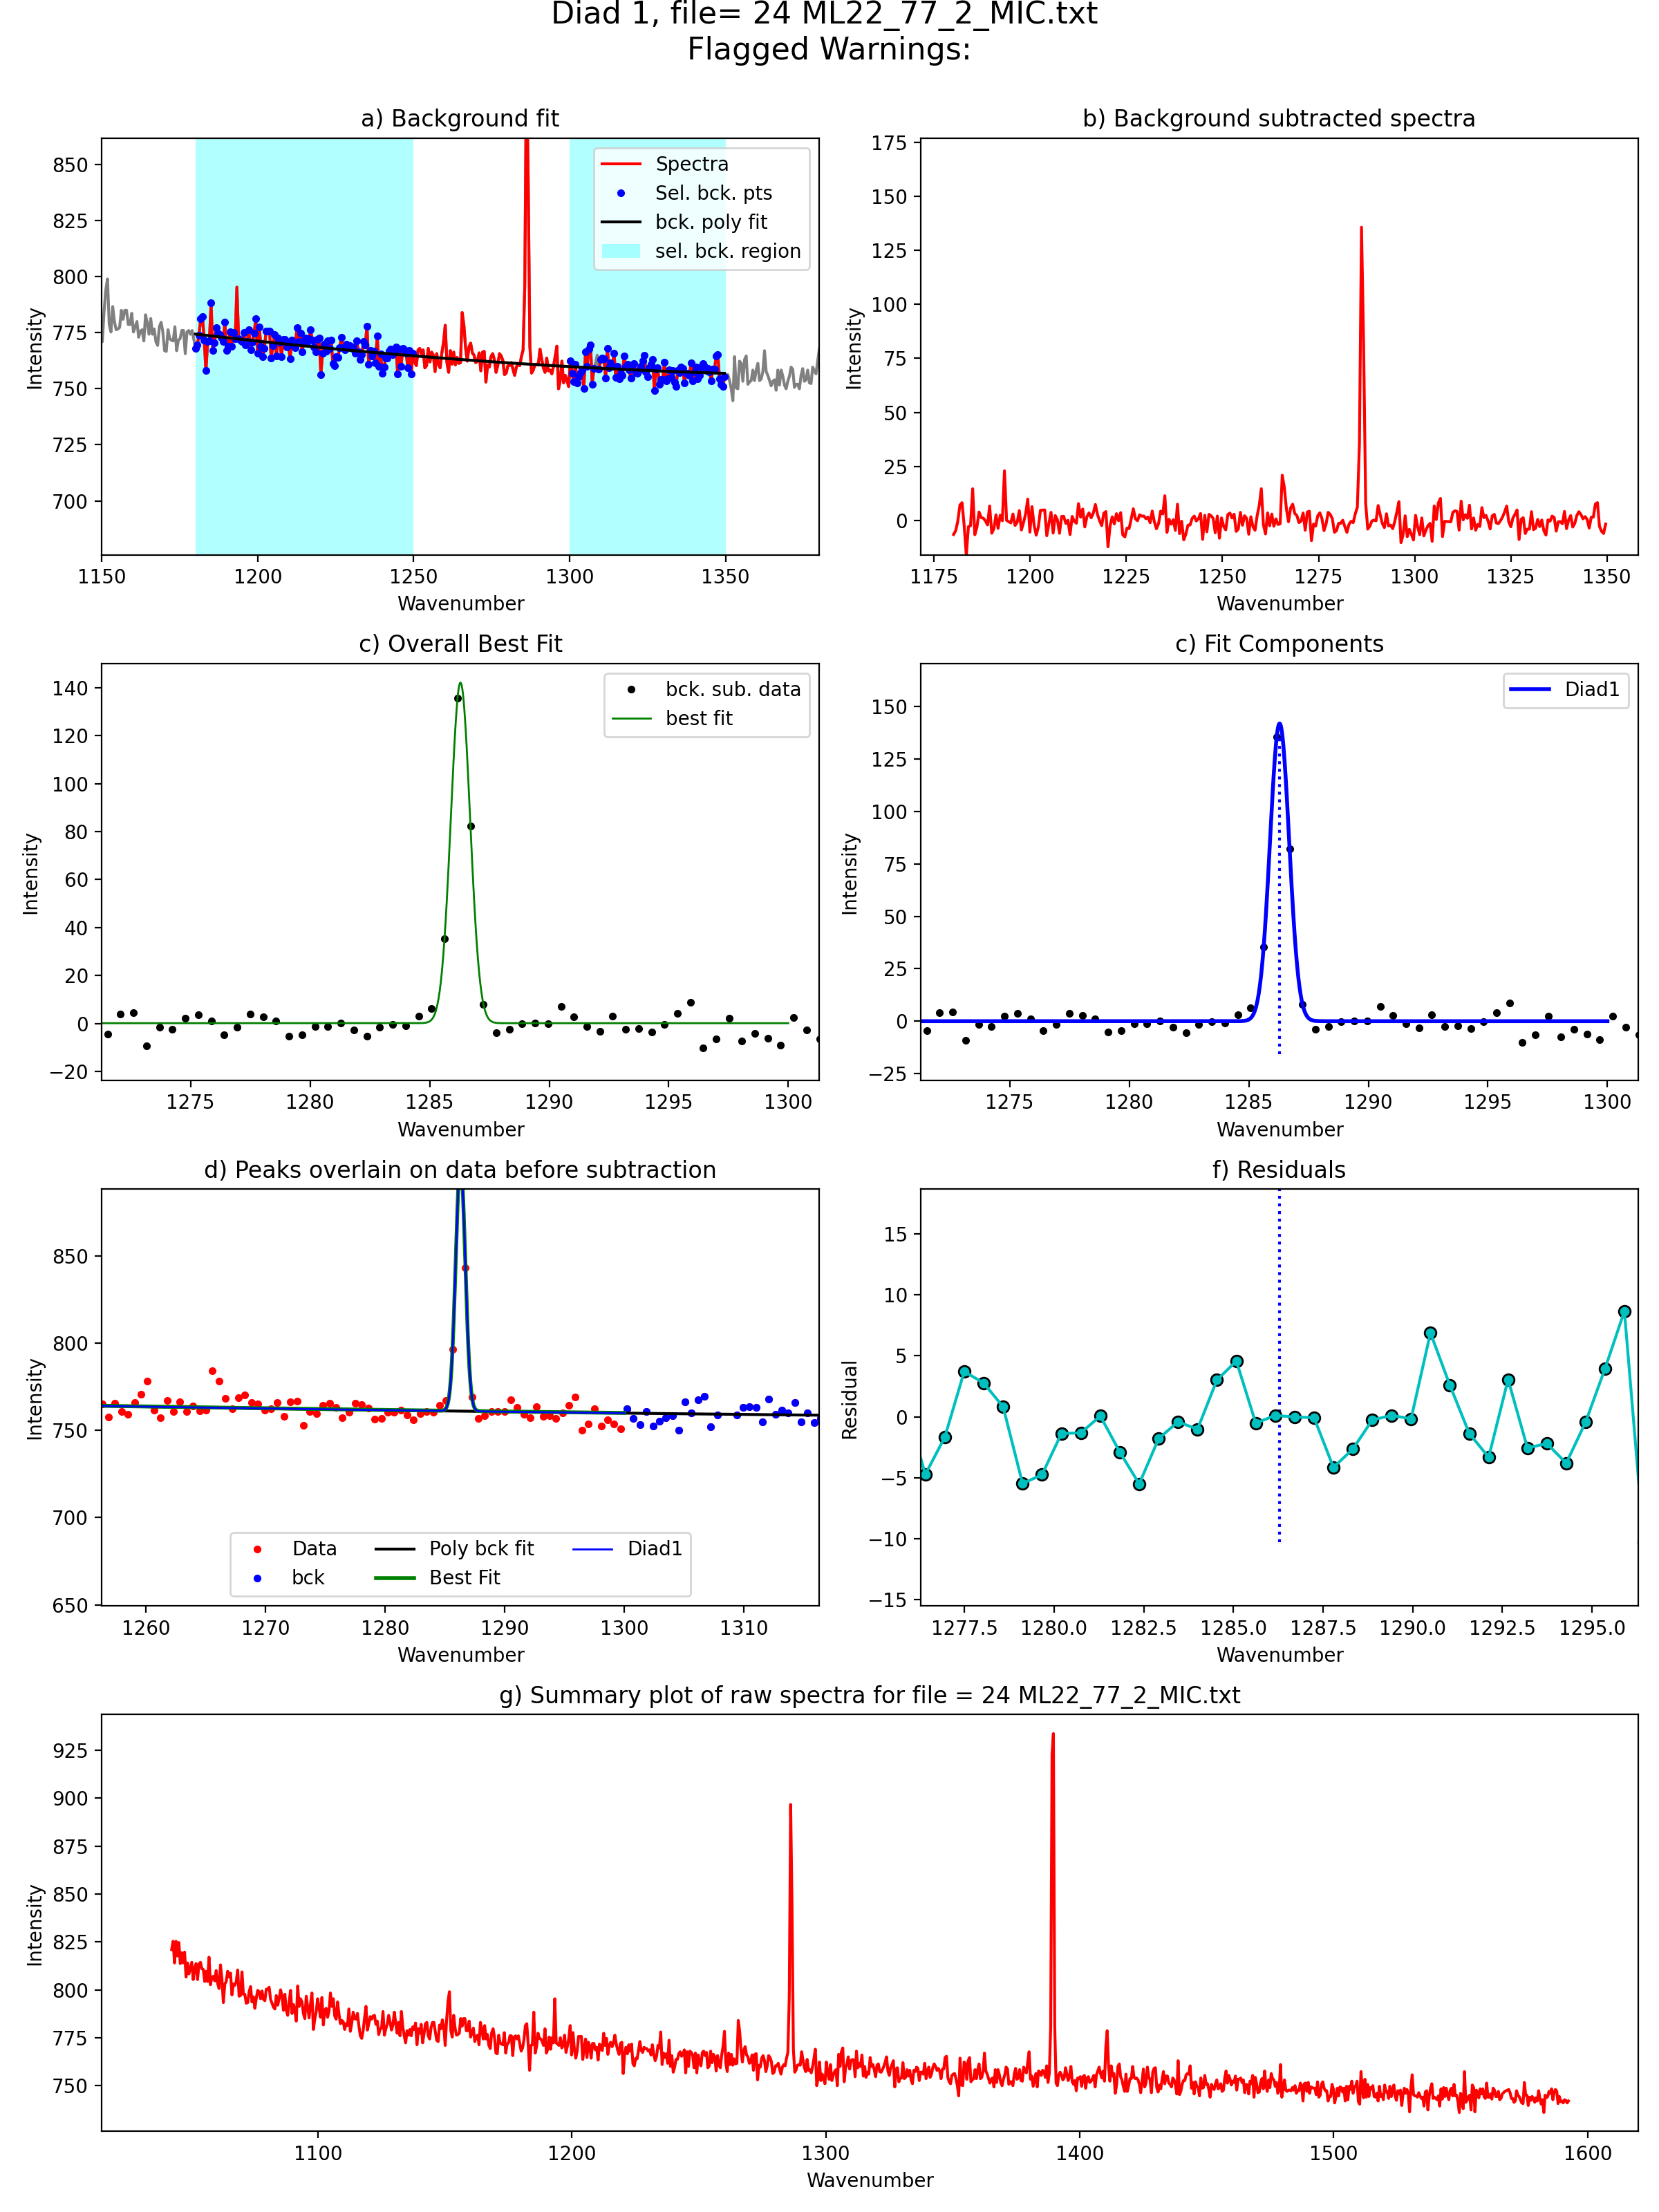 Diad 1, file= 24 ML22_77_2_MIC.txt
Flagged Warnings:
a) Background fit
Intensity
850
825
800
775
750
725
700
1150 1200 1250 1300 1350
Wavenumber
Spectra
Sel. bck. pts
bck. poly fit
sel. bck. region
b) Background subtracted spectra
Intensity
175
150
125
100
75
50
25
0
1175 1200 1225 1250 1275 1300 1325 1350
Wavenumber
c) Overall Best Fit
Intensity
140
120
100
80
60
40
20
0
−20
1275 1280 1285 1290 1295 1300
Wavenumber
bck. sub. data
best fit
c) Fit Components
Intensity
150
125
100
75
50
25
0
−25
1275 1280 1285 1290 1295 1300
Wavenumber
Diad1
d) Peaks overlain on data before subtraction
Intensity
850
800
750
700
650
1260 1270 1280 1290 1300 1310
Wavenumber
Data Poly bck fit Diad1
bck Best Fit
f) Residuals
Residual
15
10
5
0
−5
−10
−15
1277.5 1280.0 1282.5 1285.0 1287.5 1290.0 1292.5 1295.0
Wavenumber
g) Summary plot of raw spectra for file = 24 ML22_77_2_MIC.txt
Intensity
925
900
875
850
825
800
775
750
1100 1200 1300 1400 1500 1600
Wavenumber